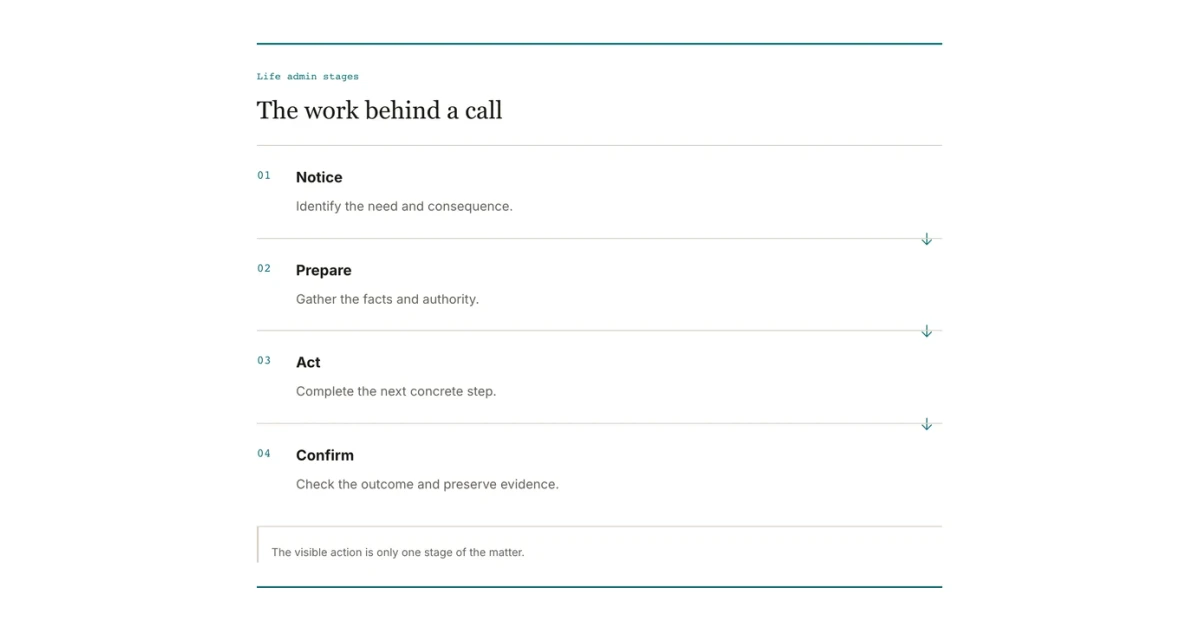 Life admin stages
The work behind a call
01
Notice
Identify the need and consequence.
02
Prepare
Gather the facts and authority.
03
Act
Complete the next concrete step.
04
Confirm
Check the outcome and preserve evidence.
The visible action is only one stage of the matter.